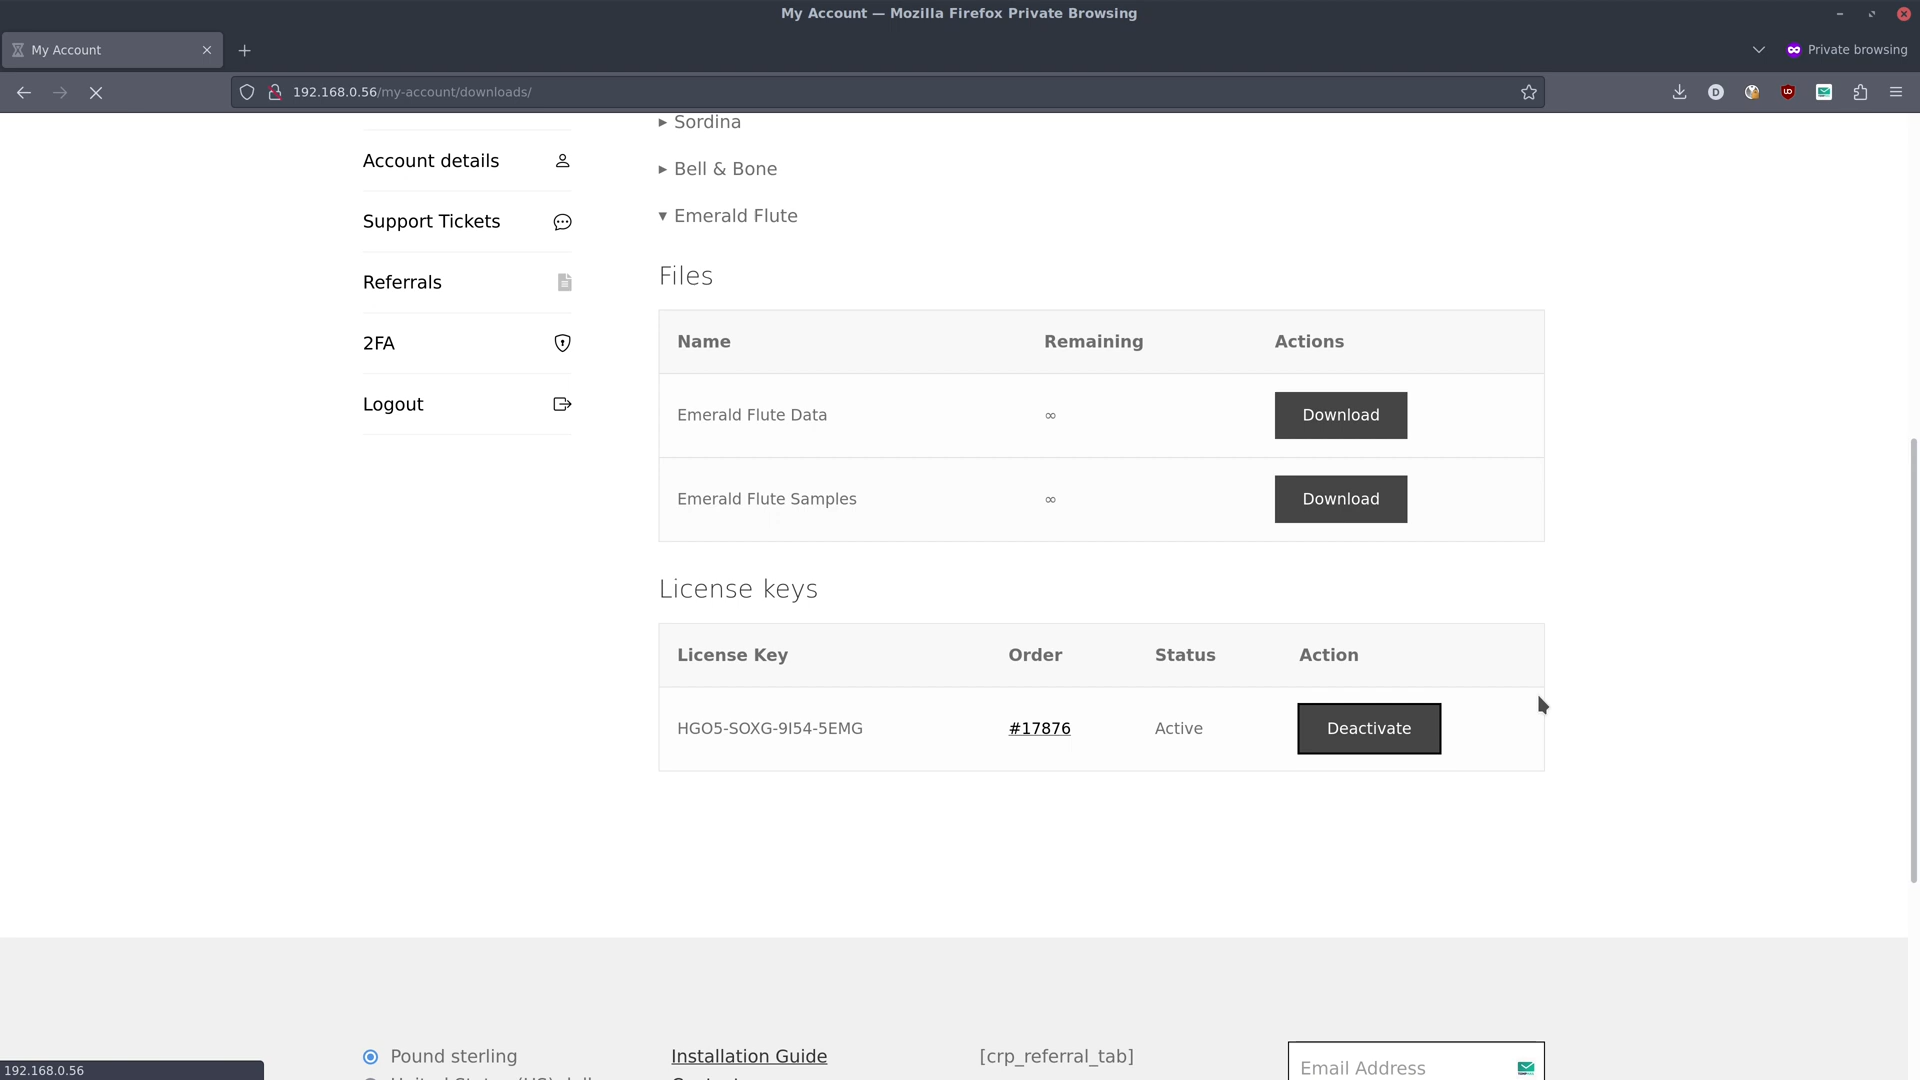 My Account — Mozilla Firefox Private Browsing
My Account
Private browsing
192.168.0.56/my-account/downloads/
Sordina
Account details
Bell & Bone
Support Tickets
Emerald Flute
Referrals
Files
2FA
Name Remaining Actions
Logout
Emerald Flute Data ∞ Download
Emerald Flute Samples ∞ Download
License keys
License Key Order Status Action
HGO5-SOXG-9I54-5EMG #17876 Active Deactivate
Pound sterling Installation Guide [crp_referral_tab] Email Address
192.168.0.56